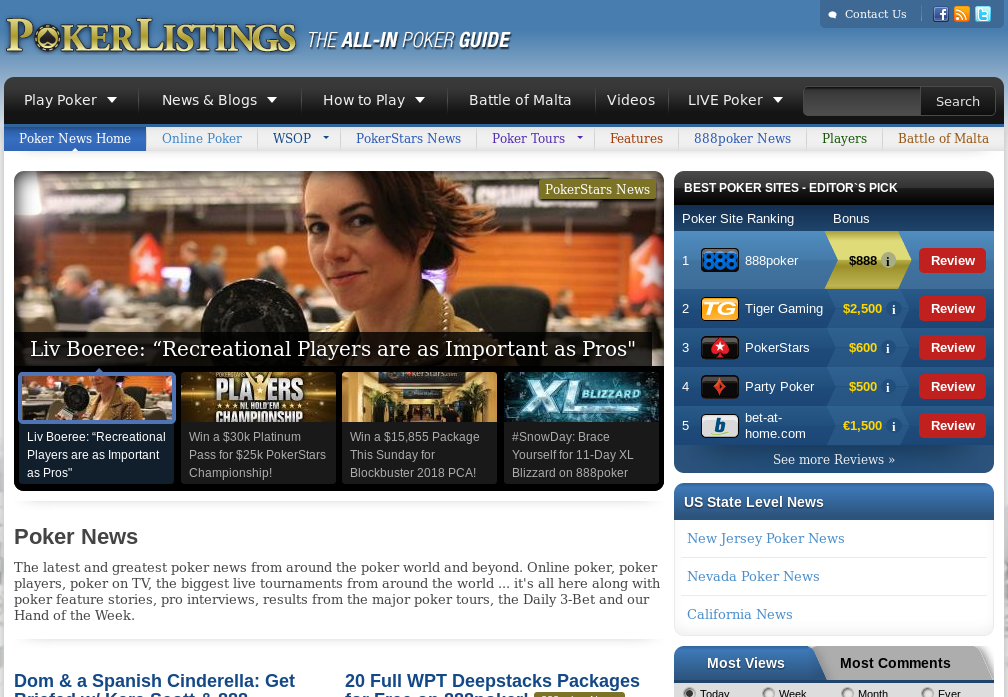 Contact Us
POKERLISTINGS THE ALL-IN POKER GUIDE
Play Poker News & Blogs How to Play Battle of Malta Videos LIVE Poker Search
Poker News Home Online Poker WSOP PokerStars News Poker Tours Features 888poker News Players Battle of Malta
PokerStars News
Liv Boeree: “Recreational Players are as Important as Pros"
Liv Boeree: “Recreational
Players are as Important
as Pros"
PLAYERS
NL HOLD'EM
CHAMPIONSHIP
Win a $30k Platinum
Pass for $25k PokerStars
Championship!
Win a $15,855 Package
This Sunday for
Blockbuster 2018 PCA!
XL BLIZZARD
#SnowDay: Brace
Yourself for 11-Day XL
Blizzard on 888poker
Poker News
The latest and greatest poker news from around the poker world and beyond. Online poker, poker
players, poker on TV, the biggest live tournaments from around the world ... it's all here along with
poker feature stories, pro interviews, results from the major poker tours, the Daily 3-Bet and our
Hand of the Week.
Dom & a Spanish Cinderella: Get
20 Full WPT Deepstacks Packages
BEST POKER SITES - EDITOR`S PICK
Poker Site Ranking Bonus
1 888 888poker $888 i Review
2 TG Tiger Gaming $2,500 i Review
3 PokerStars $600 i Review
4 Party Poker $500 i Review
5 b bet-at-
home.com €1,500 i Review
See more Reviews »
US State Level News
New Jersey Poker News
Nevada Poker News
California News
Most Views Most Comments
Today Week Month Ever